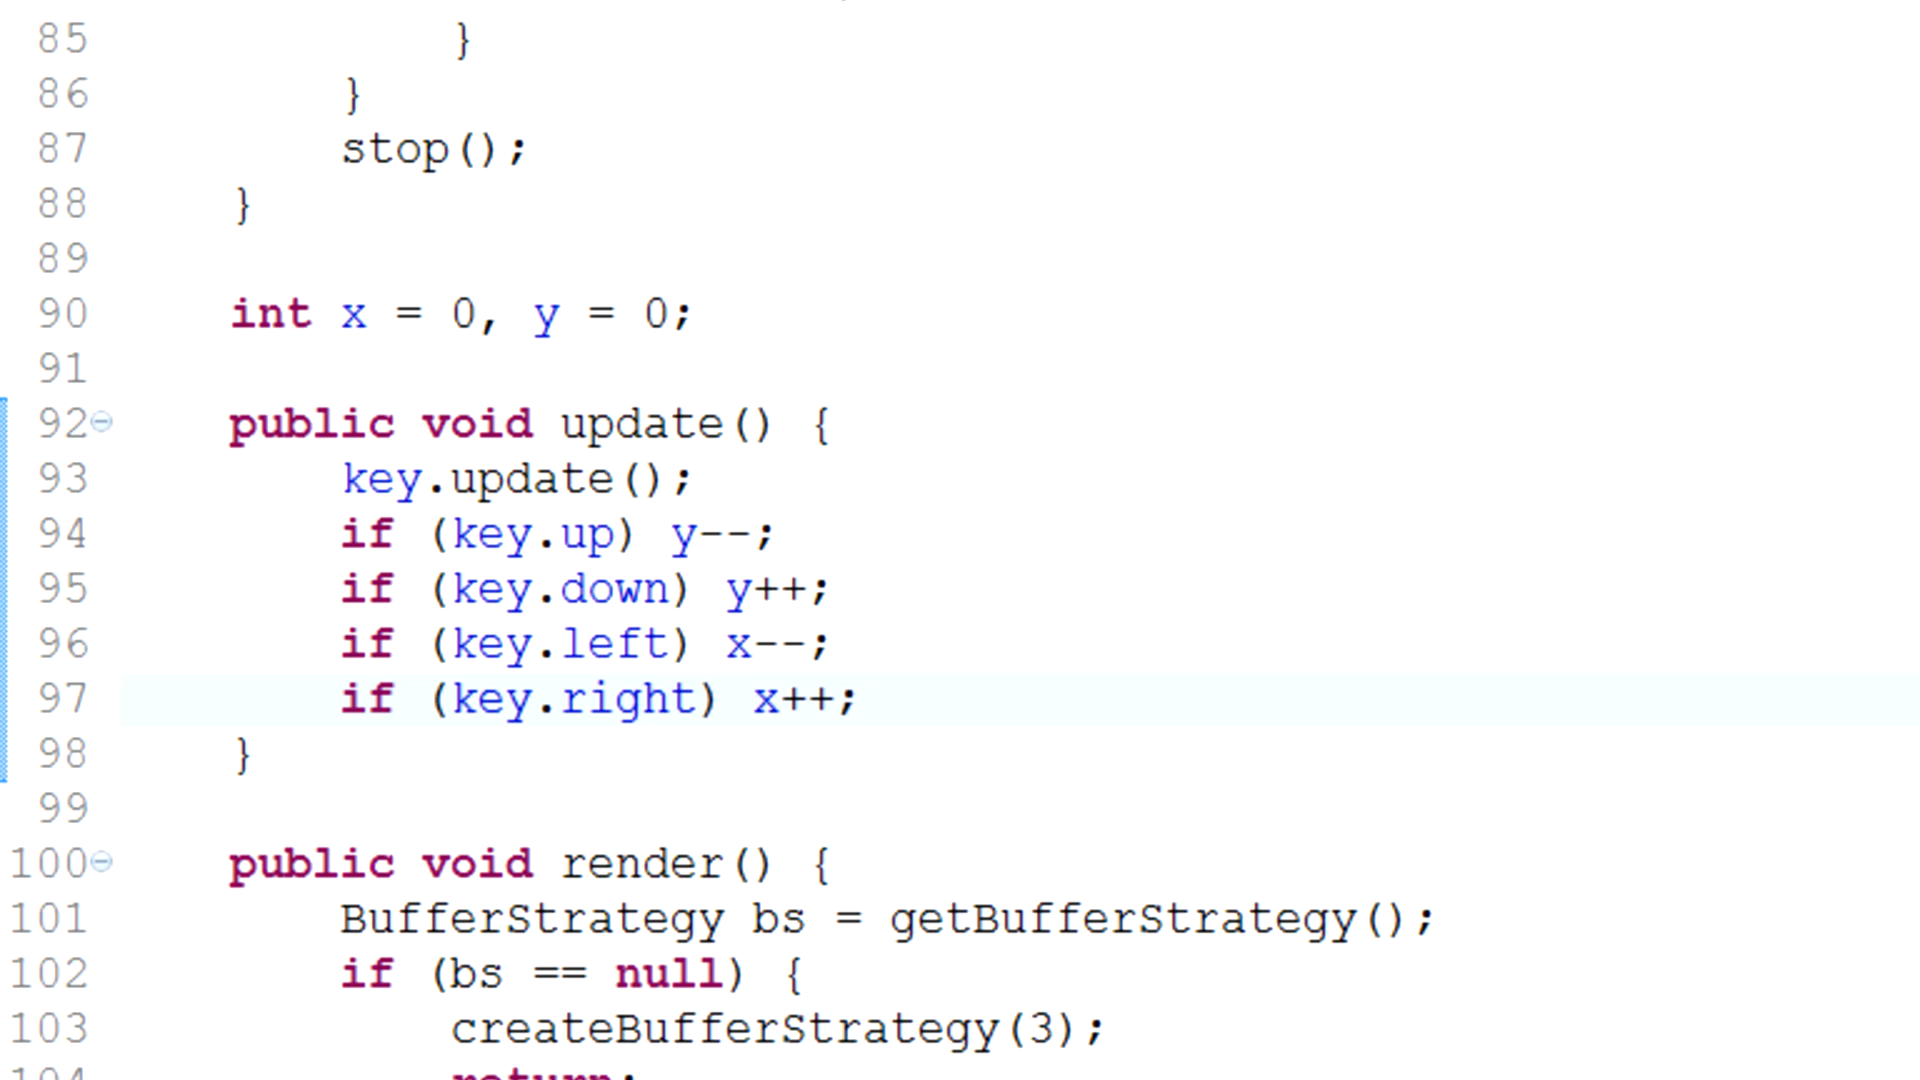 85 }
86 }
87 stop();
88 }
89
90 int x = 0, y = 0;
91
92 public void update() {
93 key.update();
94 if (key.up) y--;
95 if (key.down) y++;
96 if (key.left) x--;
97 if (key.right) x++;
98 }
99
100 public void render() {
101 BufferStrategy bs = getBufferStrategy();
102 if (bs == null) {
103 createBufferStrategy(3);
104 return;